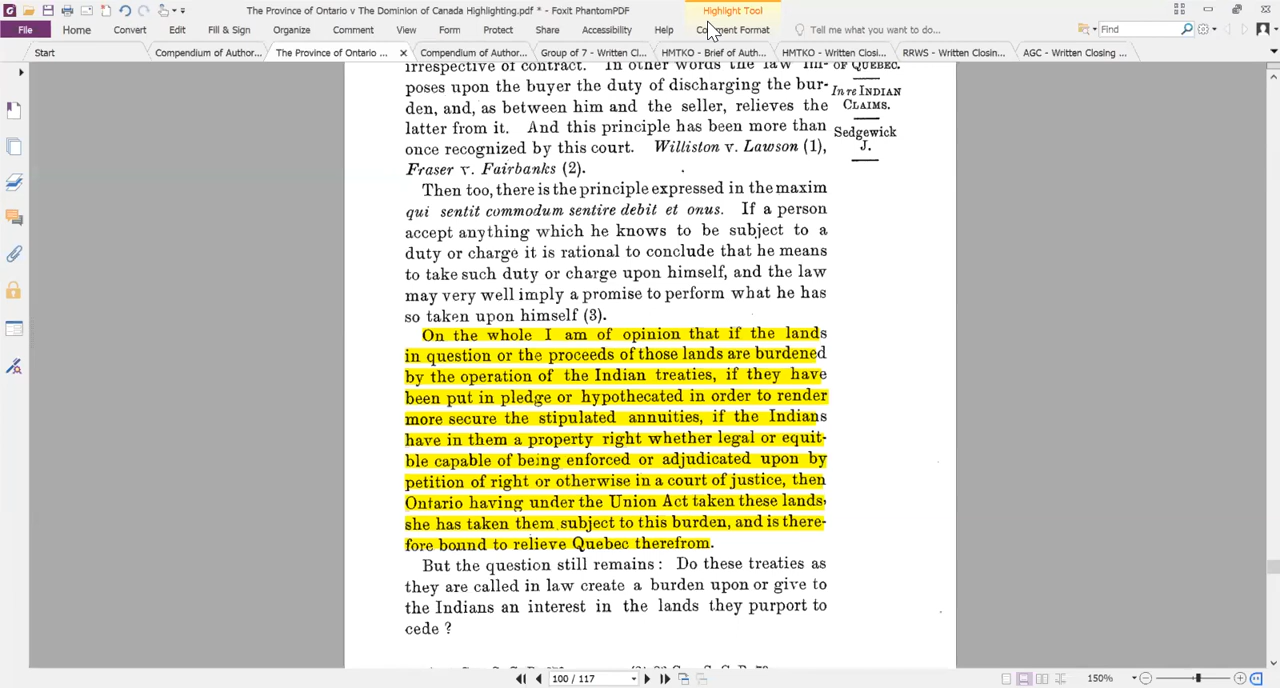 The Province of Ontario v The Dominion of Canada Highlighting.pdf * - Foxit PhantomPDF
Highlight Tool
File Home Convert Edit Fill & Sign Organize Comment View Form Protect Share Accessibility Help Comment Format Tell me what you want to do... Find
Start Compendium of Author... The Province of Ontario ... Compendium of Author... Group of 7 - Written Cl... HMTKO - Brief of Auth... HMTKO - Written Closi... RRWS - Written Closin... AGC - Written Closing ...
irrespective of contract. In other words the law im-
poses upon the buyer the duty of discharging the bur-
den, and, as between him and the seller, relieves the
latter from it. And this principle has been more than
once recognized by this court. Williston v. Lawson (1),
Fraser v. Fairbanks (2).
OF QUEBEC.
In re INDIAN
CLAIMS.
Sedgewick
J.
Then too, there is the principle expressed in the maxim
qui sentit commodum sentire debit et onus. If a person
accept anything which he knows to be subject to a
duty or charge it is rational to conclude that he means
to take such duty or charge upon himself, and the law
may very well imply a promise to perform what he has
so taken upon himself (3).
On the whole I am of opinion that if the lands
in question or the proceeds of those lands are burdened
by the operation of the Indian treaties, if they have
been put in pledge or hypothecated in order to render
more secure the stipulated annuities, if the Indians
have in them a property right whether legal or equit-
ble capable of being enforced or adjudicated upon by
petition of right or otherwise in a court of justice, then
Ontario having under the Union Act taken these lands,
she has taken them subject to this burden, and is there-
fore bound to relieve Quebec therefrom.
But the question still remains: Do these treaties as
they are called in law create a burden upon or give to
the Indians an interest in the lands they purport to
cede ?
100 / 117
150%